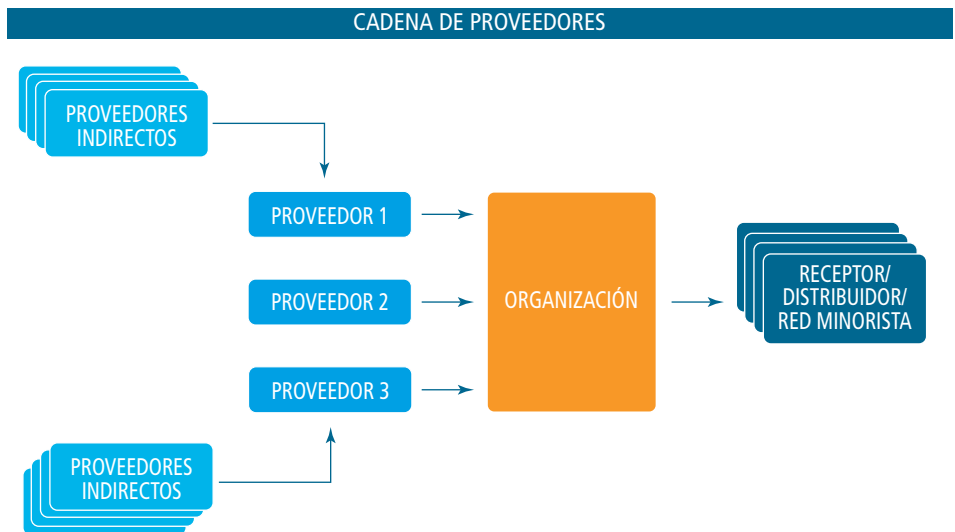 CADENA DE PROVEEDORES
PROVEEDORES
INDIRECTOS
PROVEEDOR 1
PROVEEDOR 2
PROVEEDOR 3
ORGANIZACIÓN
RECEPTOR/
DISTRIBUIDOR/
RED MINORISTA
PROVEEDORES
INDIRECTOS